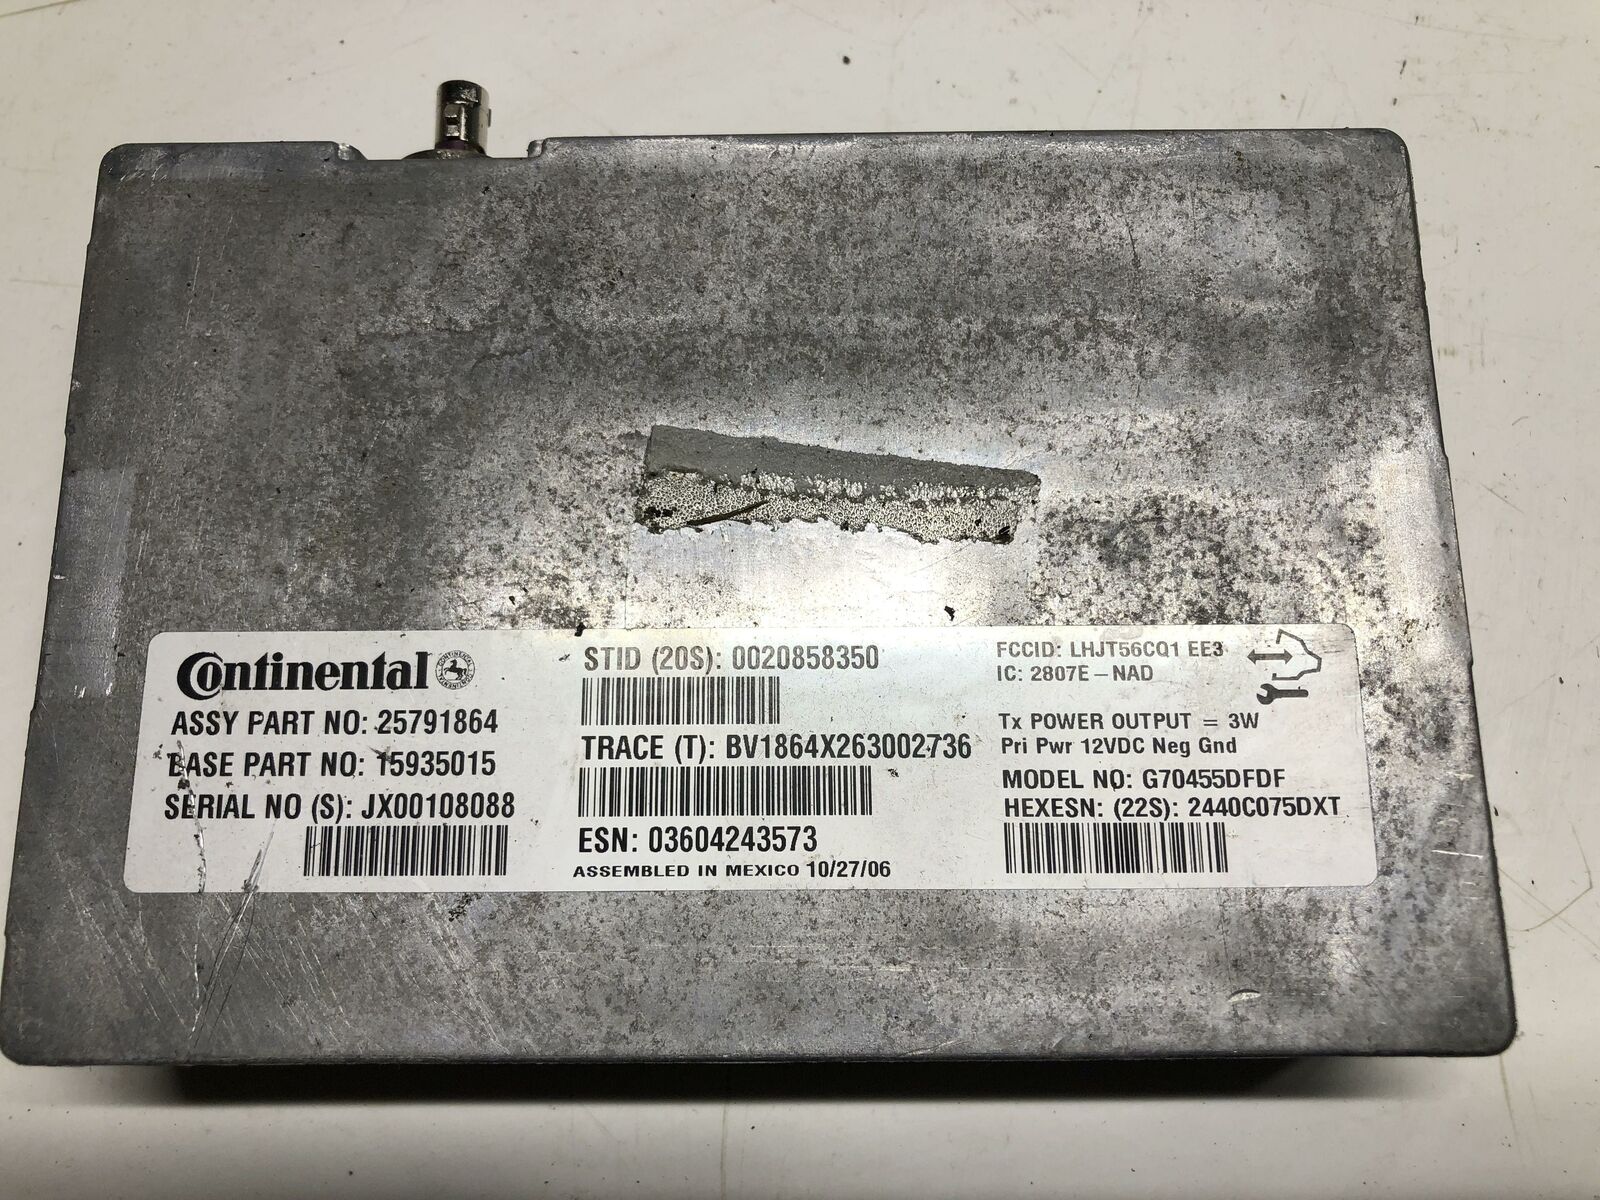 Continental
ASSY PART NO: 25791864
BASE PART NO: 15935015
SERIAL NO (S): JX00108088
STID (20S): 0020858350
TRACE (T): BV1864X263002736
ESN: 03604243573
ASSEMBLED IN MEXICO 10/27/06
FCCID: LHJT56CQ1 EE3
IC: 2807E – NAD
Tx POWER OUTPUT = 3W
Pri Pwr 12VDC Neg Gnd
MODEL NO: G70455DFDF
HEXESN: (22S): 2440C075DXT